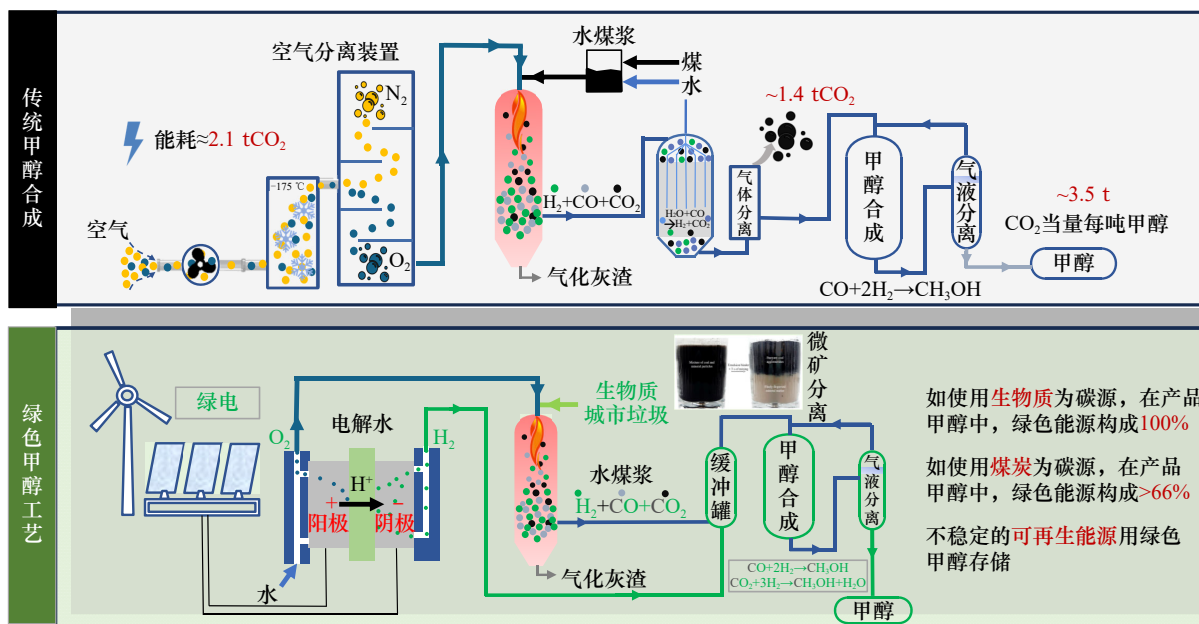 传统甲醇合成
空气分离装置
水煤浆
煤
水
N₂
~1.4 tCO₂
能耗≈2.1 tCO₂
−175 ℃
H₂+CO+CO₂
H₂O+CO
→H₂+CO₂
气体分离
甲醇合成
气液分离
~3.5 t
CO₂当量每吨甲醇
空气
O₂
甲醇
气化灰渣
CO+2H₂→CH₃OH
绿色甲醇工艺
绿电
O₂
电解水
H₂
H⁺
+
−
阳极
阴极
水
生物质
城市垃圾
微矿分离
水煤浆
H₂+CO+CO₂
气化灰渣
缓冲罐
甲醇合成
气液分离
CO+2H₂→CH₃OH
CO₂+3H₂→CH₃OH+H₂O
甲醇
如使用生物质为碳源，在产品
甲醇中，绿色能源构成100%
如使用煤炭为碳源，在产品
甲醇中，绿色能源构成>66%
不稳定的可再生能源用绿色
甲醇存储